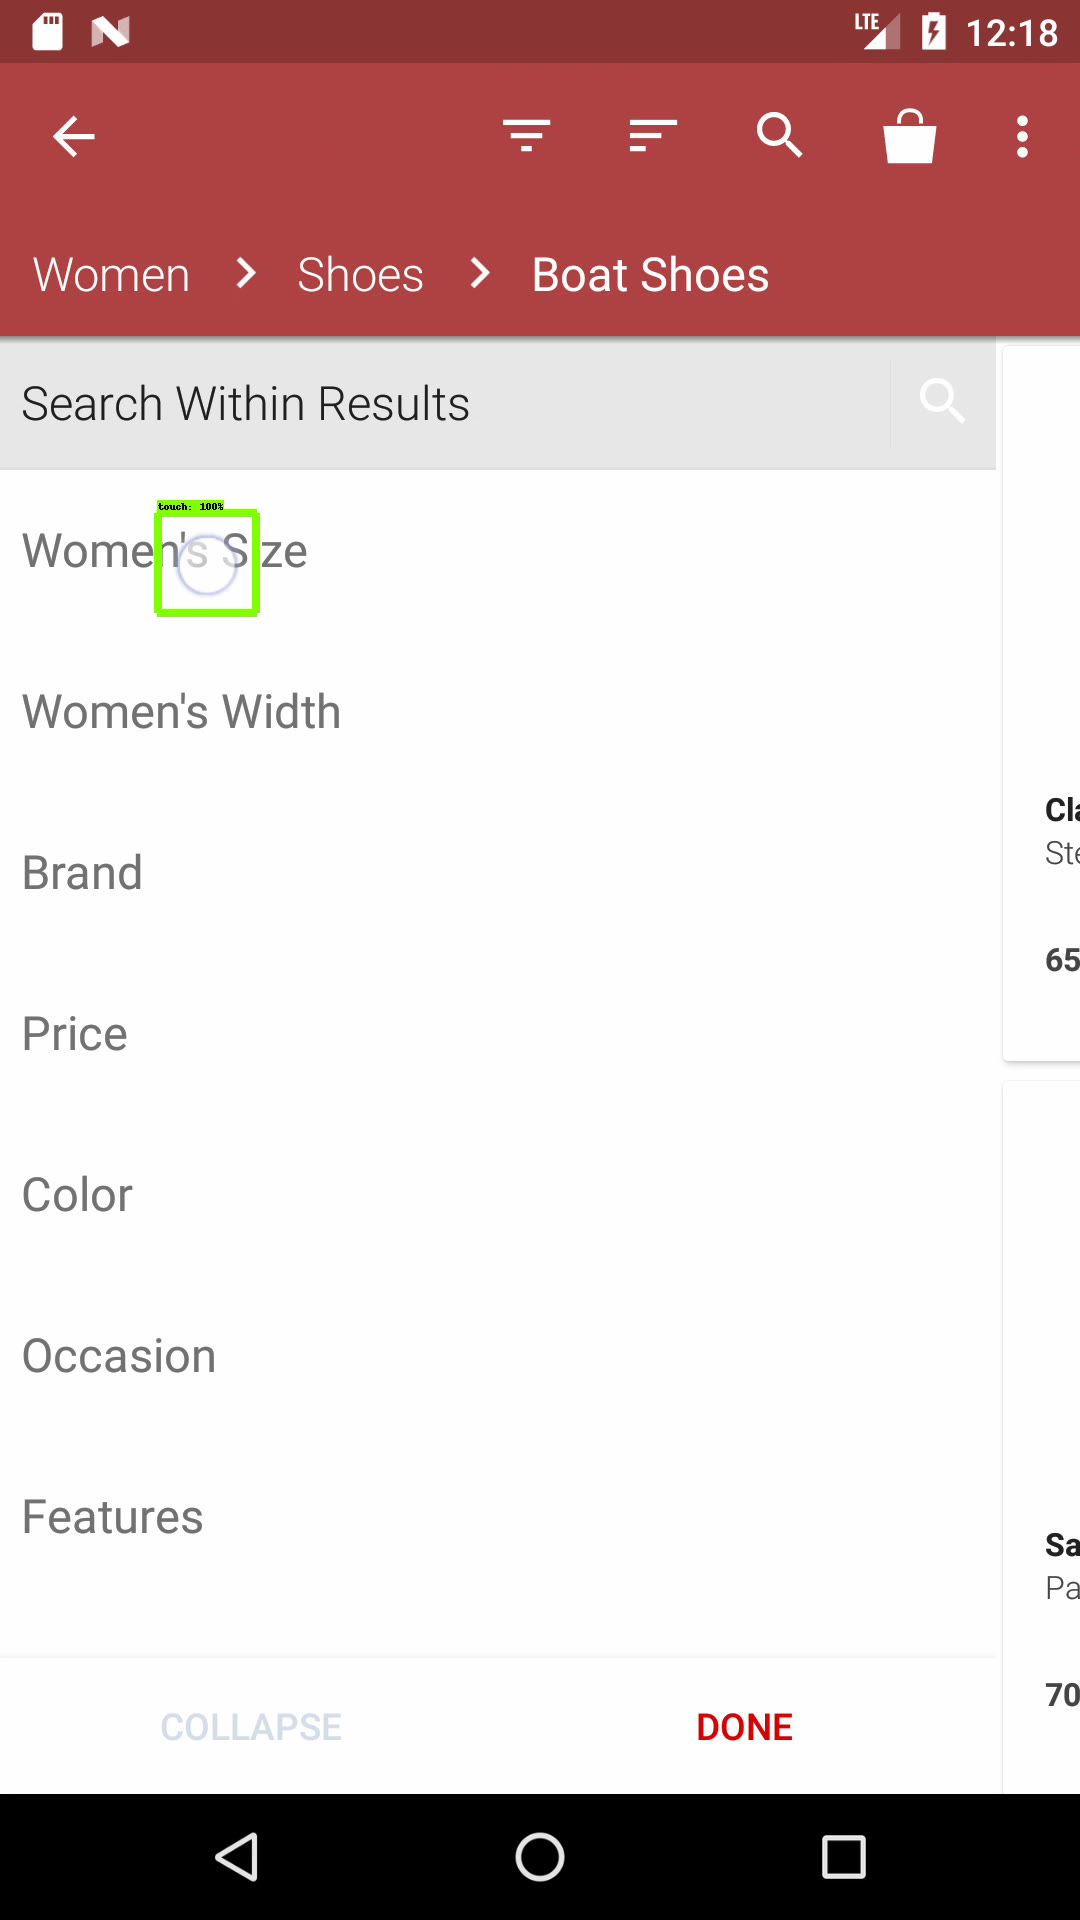 LTE 12:18
Women Shoes Boat Shoes
Search Within Results
touch: 100%
Women's Size
Women's Width
Brand
Price
Color
Occasion
Features
COLLAPSE DONE
Cla
Ste
65
Sa
Pa
70